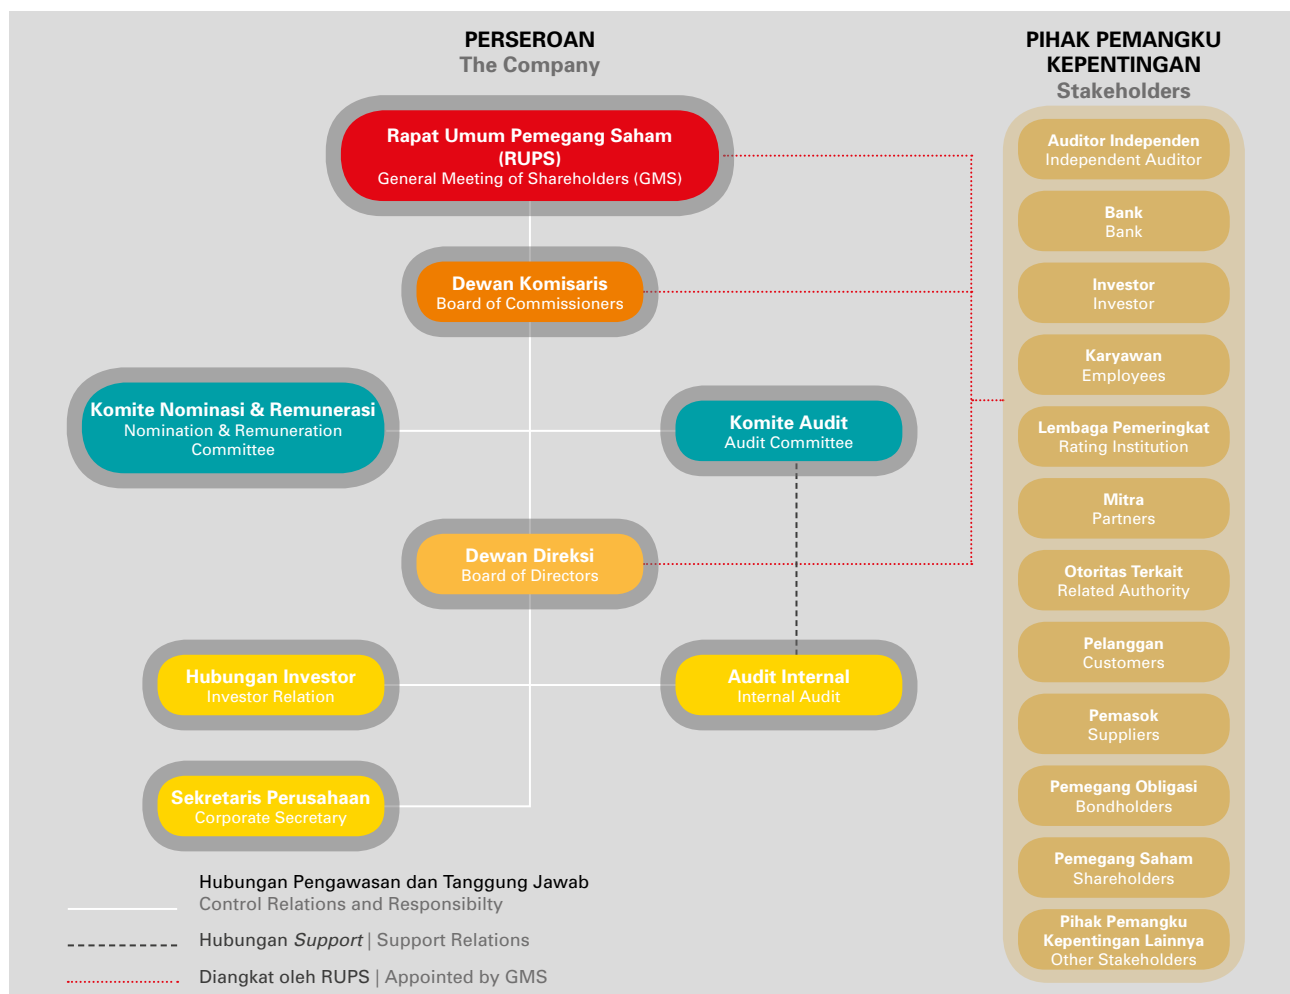 PERSEROAN
The Company
Rapat Umum Pemegang Saham
(RUPS)
General Meeting of Shareholders (GMS)
Dewan Komisaris
Board of Commissioners
Komite Nominasi & Remunerasi
Nomination & Remuneration
Committee
Komite Audit
Audit Committee
Dewan Direksi
Board of Directors
Hubungan Investor
Investor Relation
Audit Internal
Internal Audit
Sekretaris Perusahaan
Corporate Secretary
Hubungan Pengawasan dan Tanggung Jawab
Control Relations and Responsibilty
Hubungan Support | Support Relations
Diangkat oleh RUPS | Appointed by GMS
PIHAK PEMANGKU
KEPENTINGAN
Stakeholders
Auditor Independen
Independent Auditor
Bank
Bank
Investor
Investor
Karyawan
Employees
Lembaga Pemeringkat
Rating Institution
Mitra
Partners
Otoritas Terkait
Related Authority
Pelanggan
Customers
Pemasok
Suppliers
Pemegang Obligasi
Bondholders
Pemegang Saham
Shareholders
Pihak Pemangku
Kepentingan Lainnya
Other Stakeholders